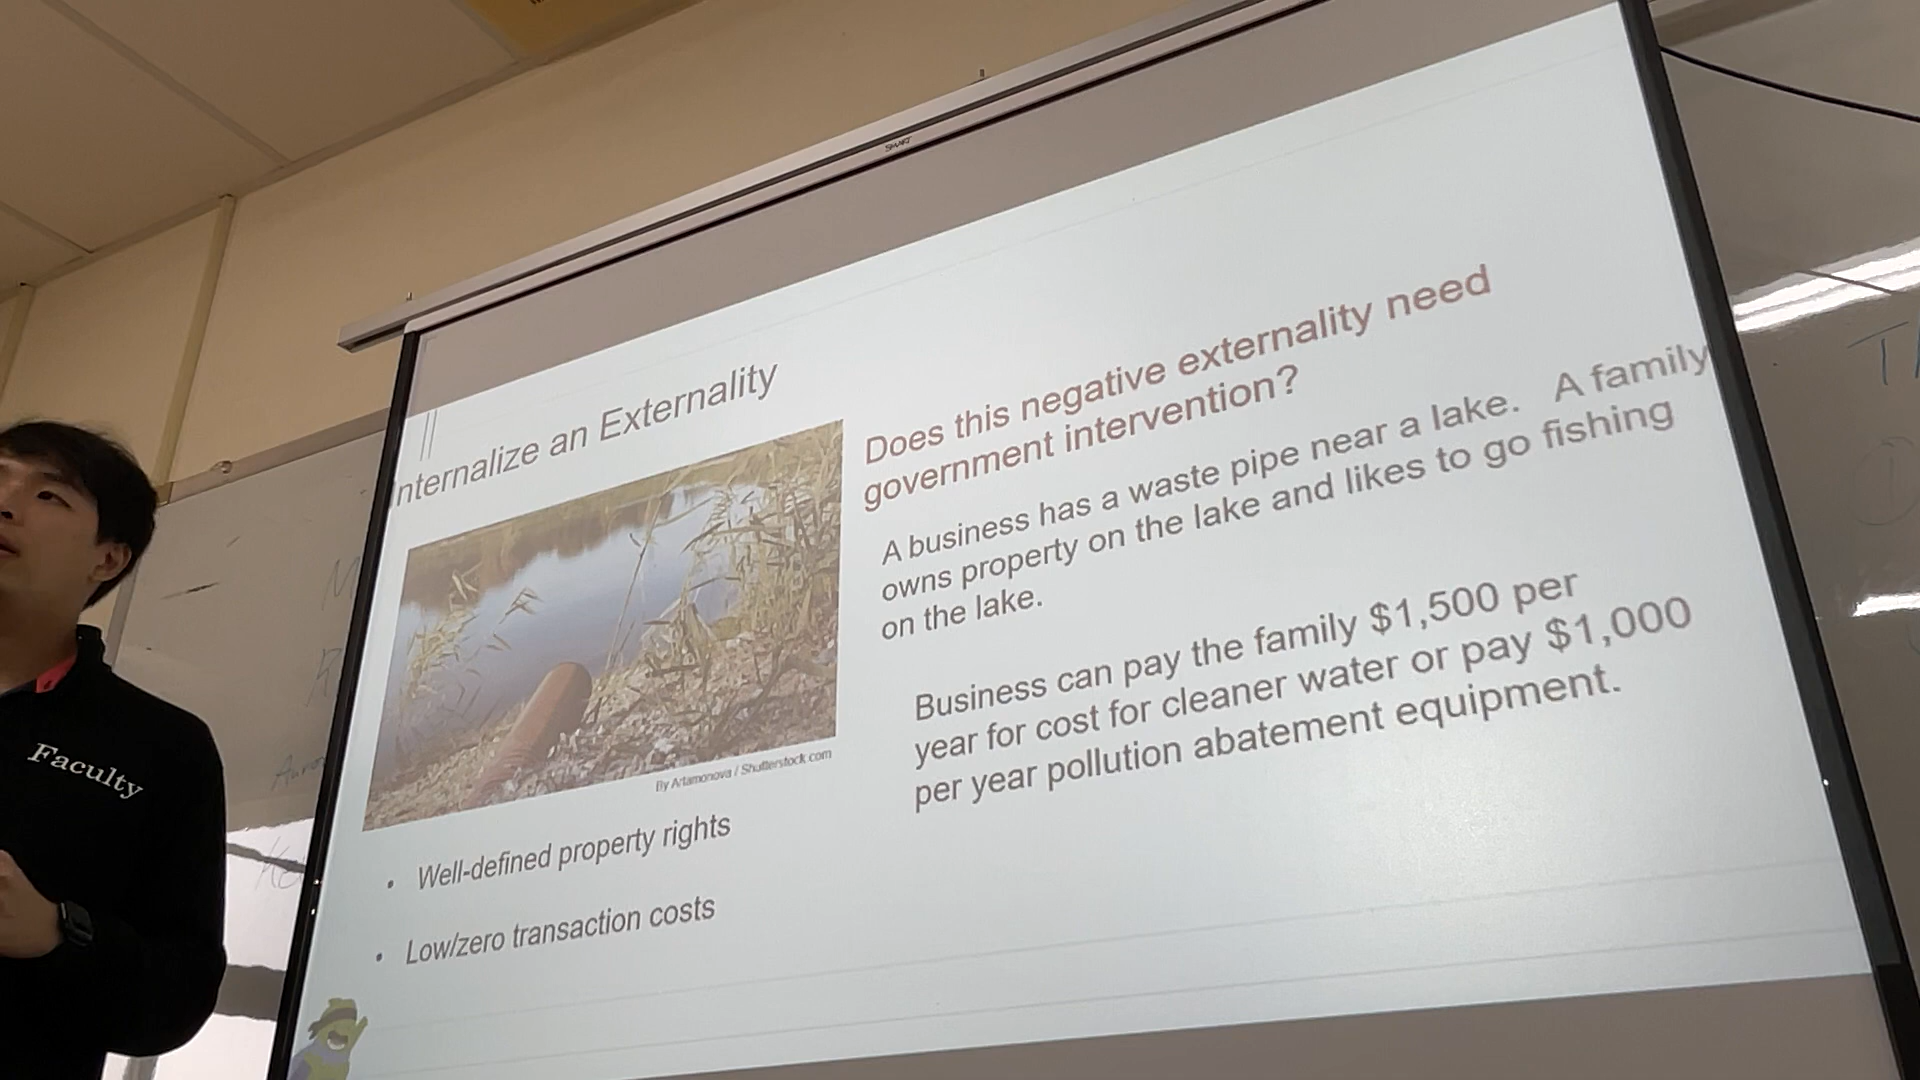 SMART
Internalize an Externality
By Artamonova / Shutterstock.com
• Well-defined property rights
• Low/zero transaction costs
Does this negative externality need
government intervention?
A business has a waste pipe near a lake. A family
owns property on the lake and likes to go fishing
on the lake.
Business can pay the family $1,500 per
year for cost for cleaner water or pay $1,000
per year pollution abatement equipment.
Faculty